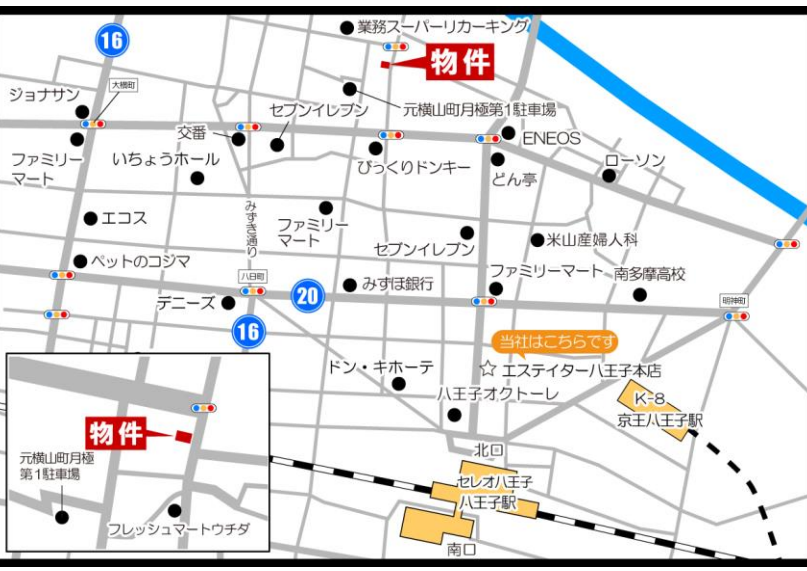 16
業務スーパーリカーキング
物件
大横町
ジョナサン
元横山町月極第1駐車場
セブンイレブン
交番
ENEOS
ファミリー
マート
いちょうホール
びっくりドンキー
どん亭
ローソン
みずき通り
エコス
ファミリー
マート
セブンイレブン
米山産婦人科
ペットのコジマ
八日町
みずほ銀行
ファミリーマート
南多摩高校
デニーズ
20
明神町
16
当社はこちらです
ドン・キホーテ
エステイター八王子本店
八王子オクトーレ
K-8
京王八王子駅
物件
北口
元横山町月極
第1駐車場
セレオ八王子
八王子駅
フレッシュマートウチダ
南口